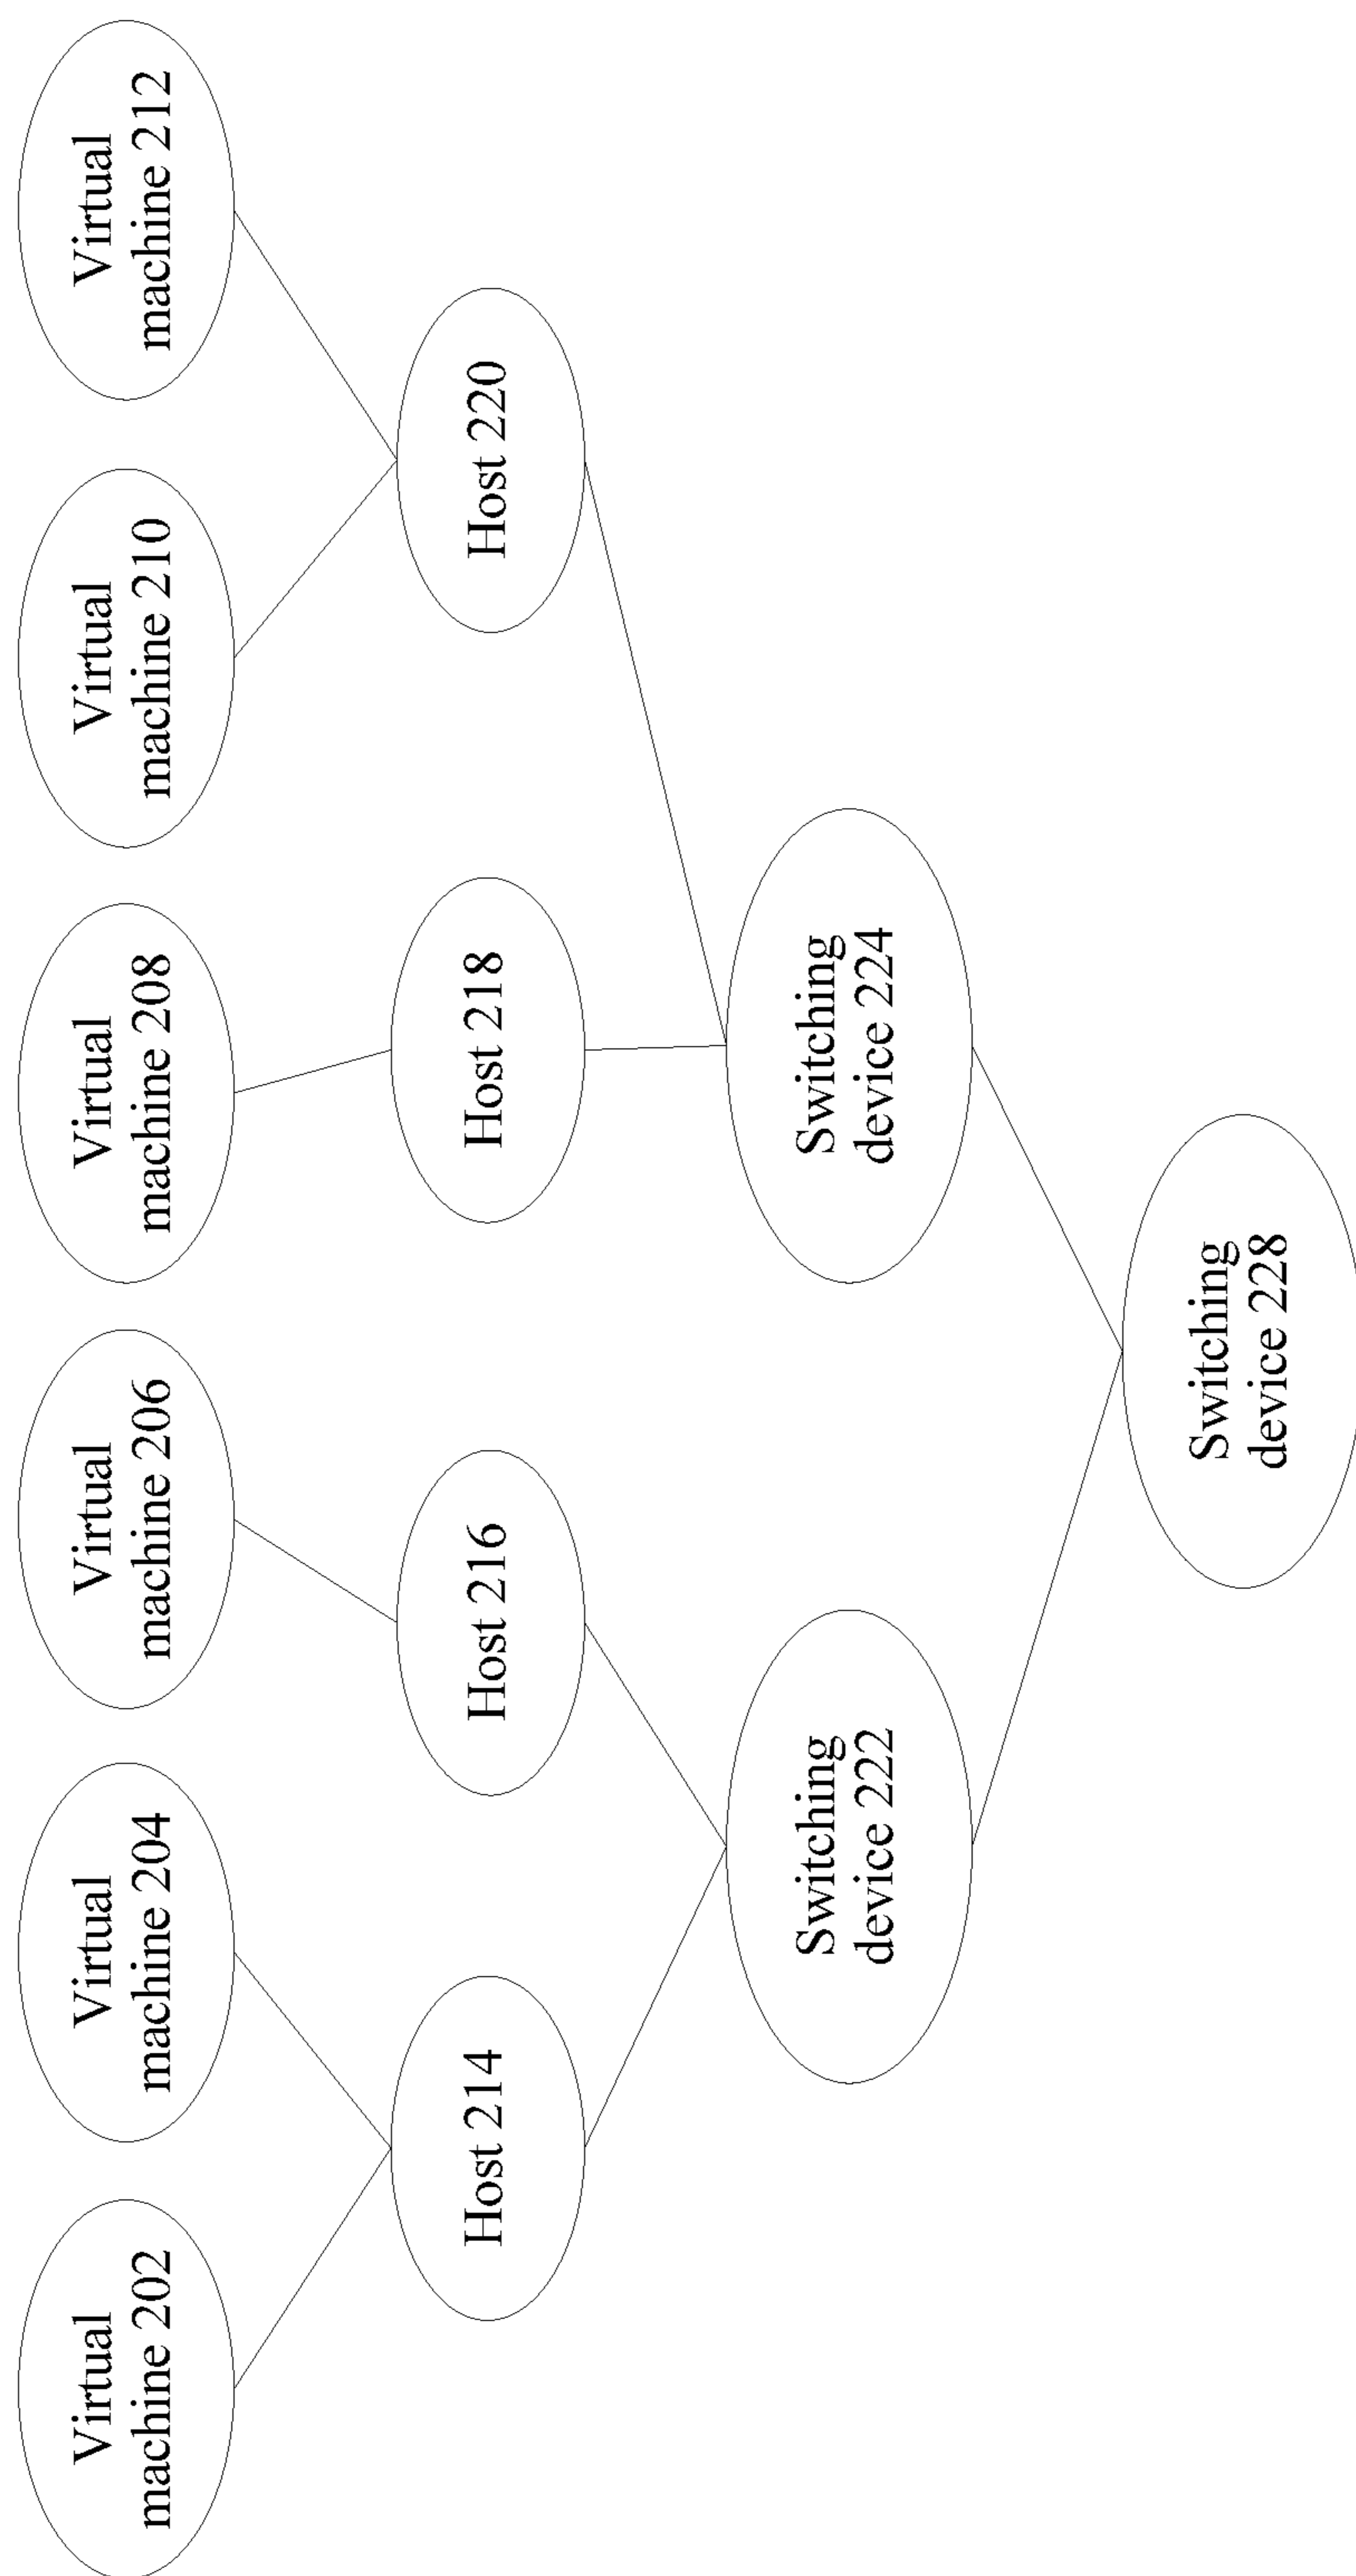 Virtual
machine 202
Virtual
machine 204
Virtual
machine 206
Virtual
machine 208
Virtual
machine 210
Virtual
machine 212
Host 214
Host 216
Host 218
Host 220
Switching
device 222
Switching
device 224
Switching
device 228